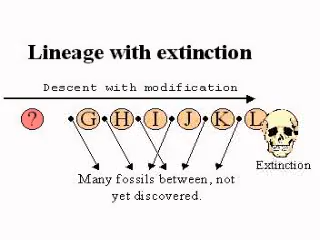 Lineage with extinction
Descent with modification
? G H I J K L
Extinction
Many fossils between, not
yet discovered.